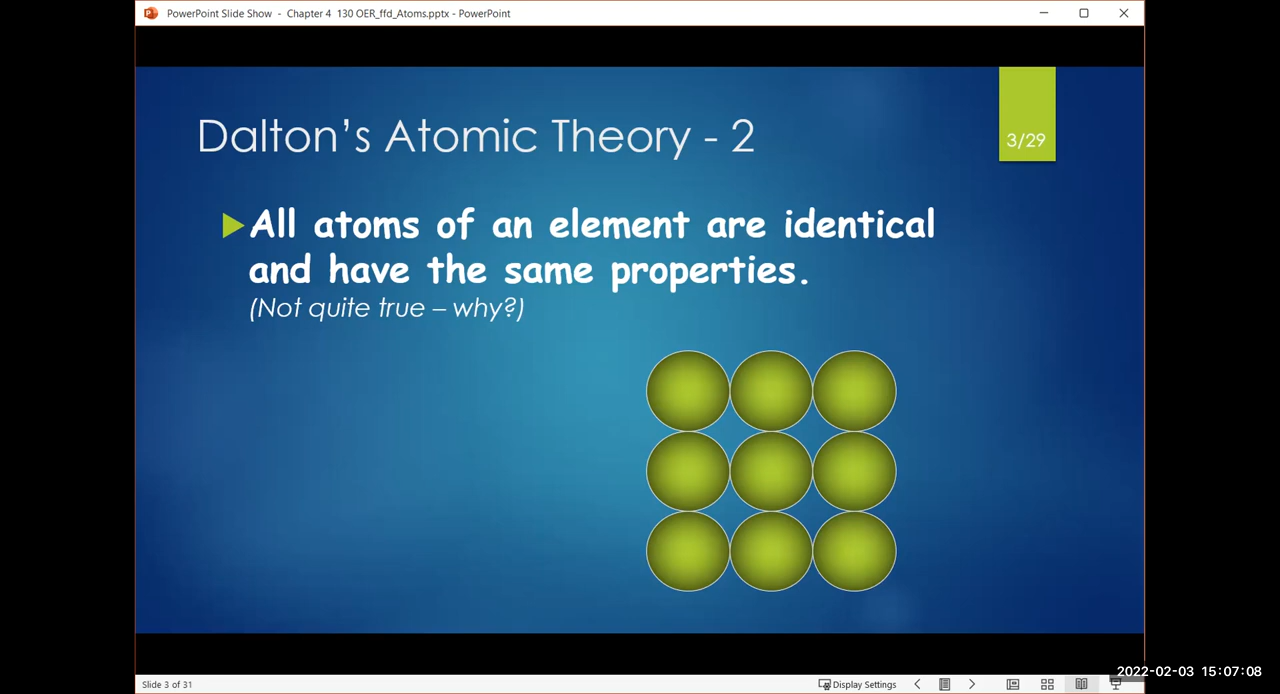 PowerPoint Slide Show - Chapter 4 130 OER_ffd_Atoms.pptx - PowerPoint
3/29
Dalton's Atomic Theory - 2
All atoms of an element are identical
and have the same properties.
(Not quite true – why?)
2022-02-03 15:07:08
Slide 3 of 31
Display Settings